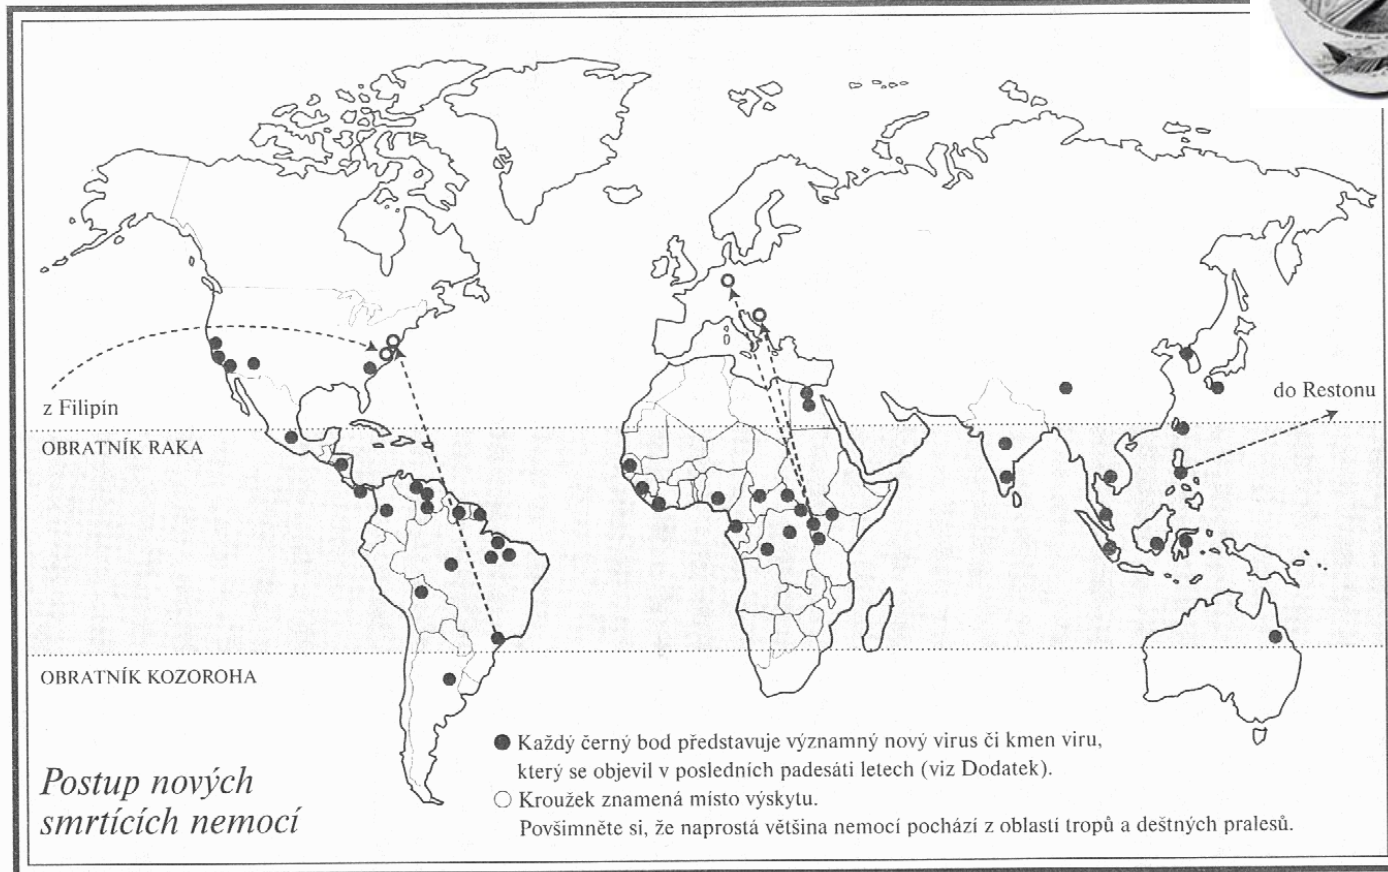 z Filipín
do Restonu
OBRATNÍK RAKA
OBRATNÍK KOZOROHA
Postup nových
smrtících nemocí
Každý černý bod představuje významný nový virus či kmen viru,
který se objevil v posledních padesáti letech (viz Dodatek).
Kroužek znamená místo výskytu.
Povšimněte si, že naprostá většina nemocí pochází z oblastí tropů a deštných pralesů.